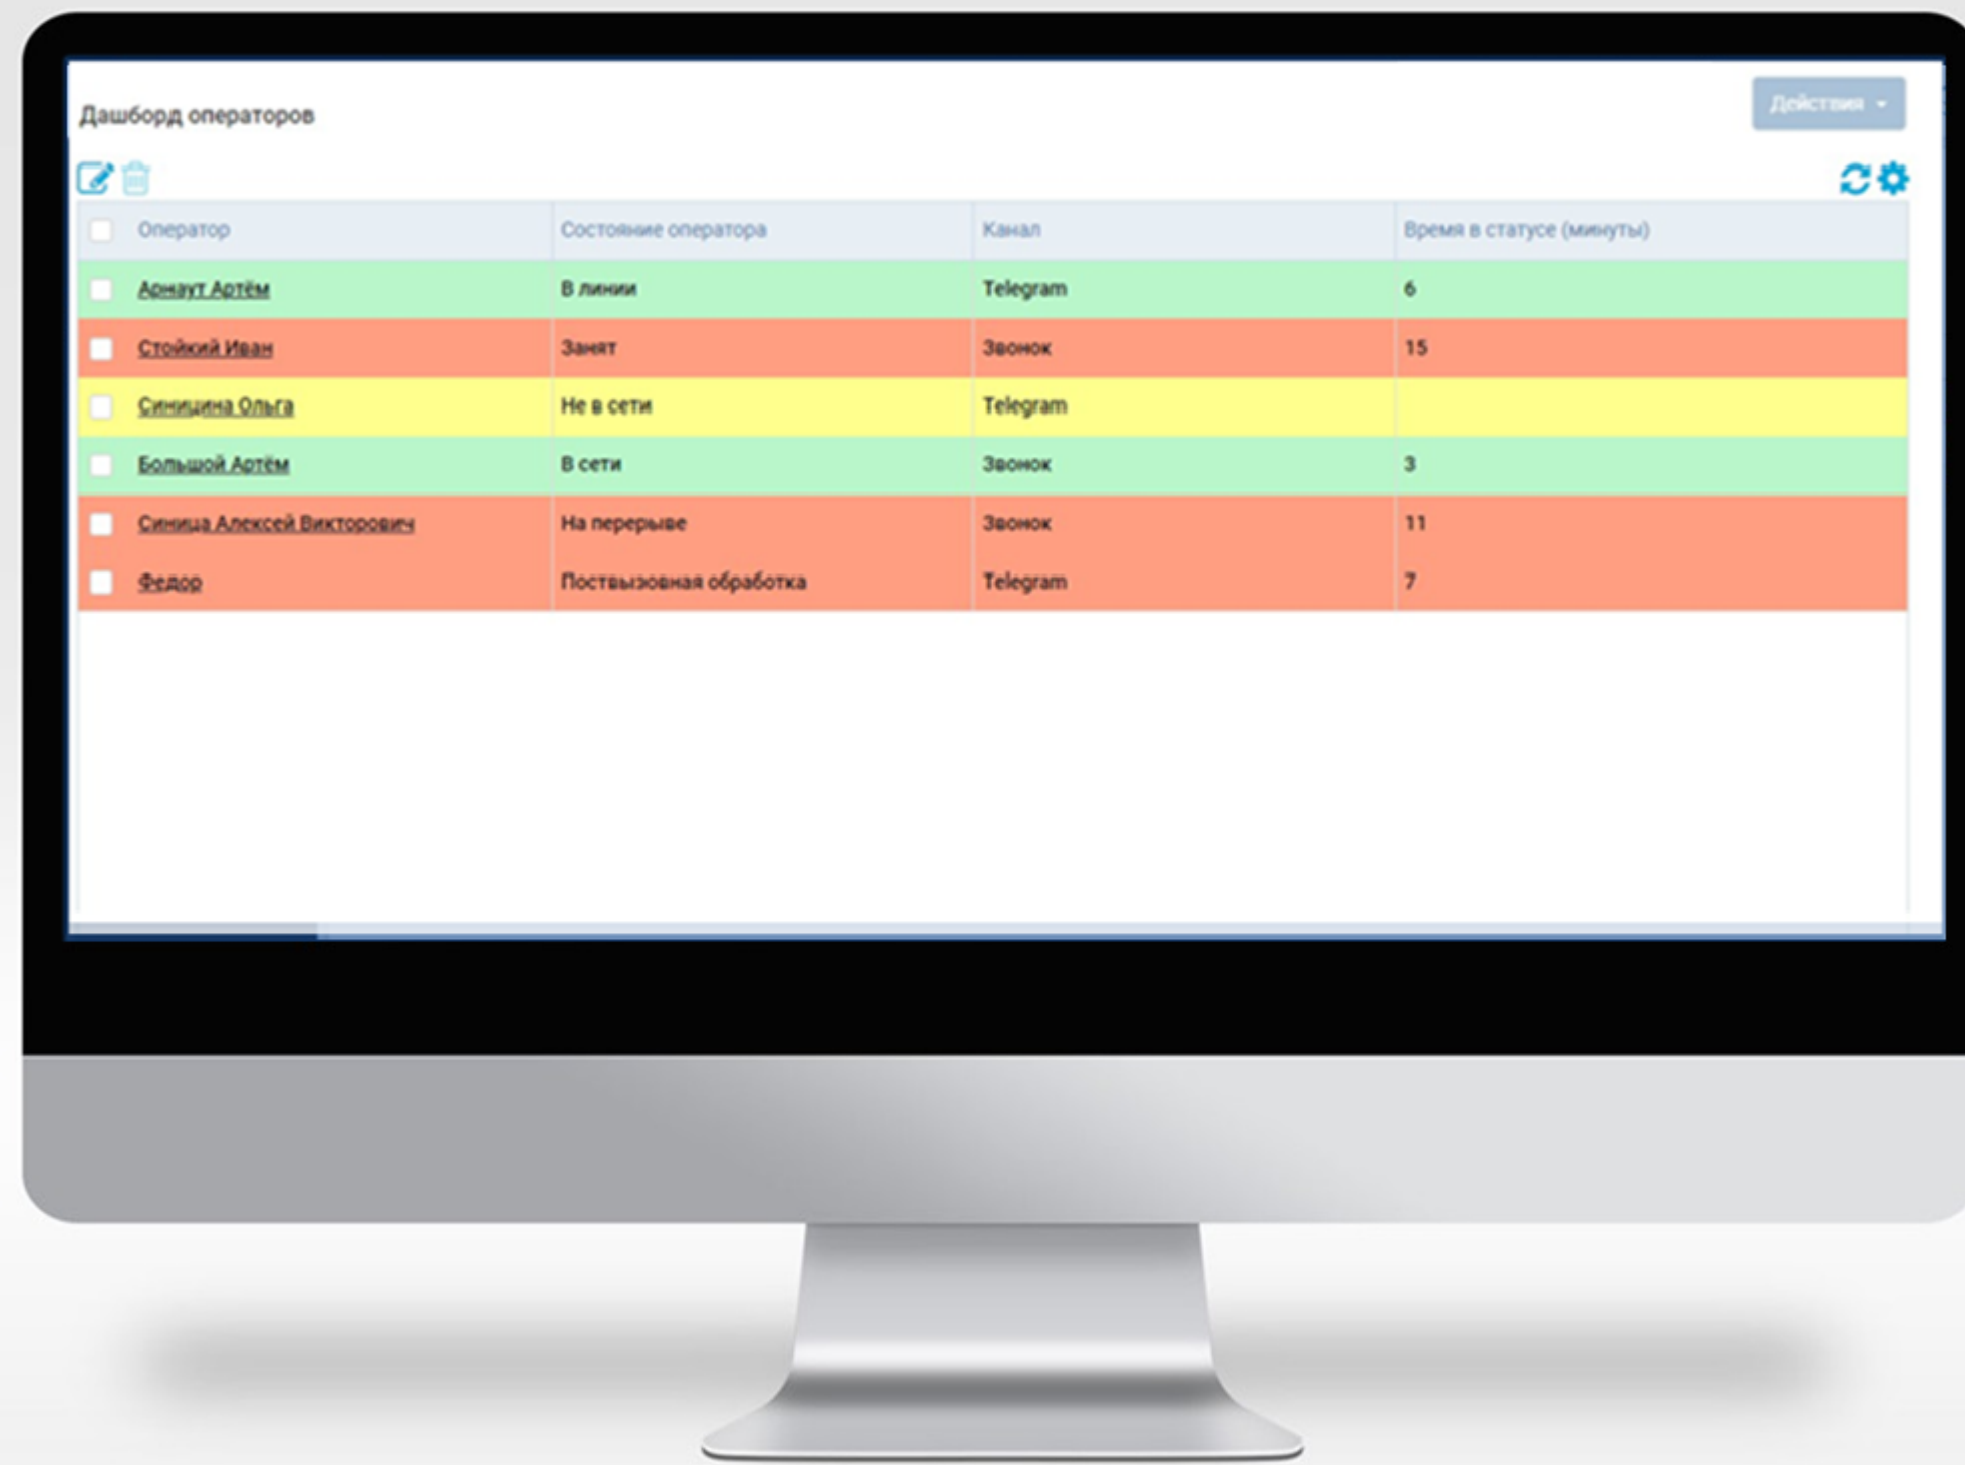 Дашборд операторов
Действия
Оператор Состояние оператора Канал Время в статусе (минуты)
Арнаут Артём В линии Telegram 6
Стойкий Иван Занят Звонок 15
Синицина Ольга Не в сети Telegram
Большой Артём В сети Звонок 3
Синица Алексей Викторович На перерыве Звонок 11
Федор Поствызовная обработка Telegram 7